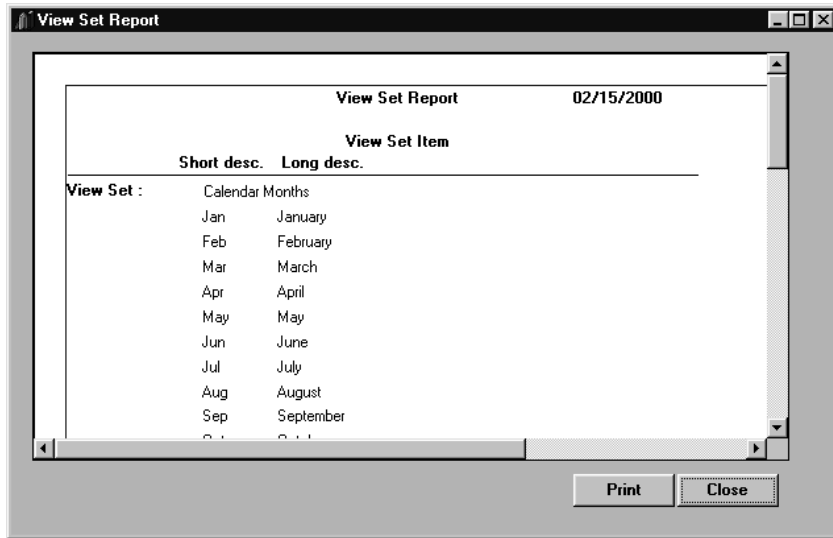 View Set Report
View Set Report 02/15/2000
View Set Item
Short desc. Long desc.
View Set : Calendar Months
Jan January
Feb February
Mar March
Apr April
May May
Jun June
Jul July
Aug August
Sep September
Print Close